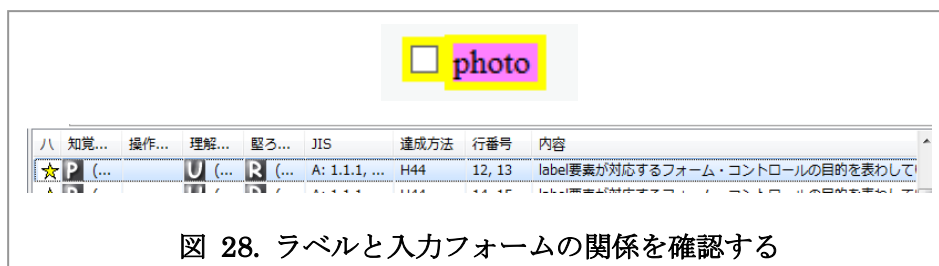 photo
ハ 知覚... 操作... 理解... 堅ろ... JIS 達成方法 行番号 内容
P (... U (... R (... A: 1.1.1, ... H44 12, 13 label要素が対応するフォーム・コントロールの目的を表わして
図 28. ラベルと入力フォームの関係を確認する